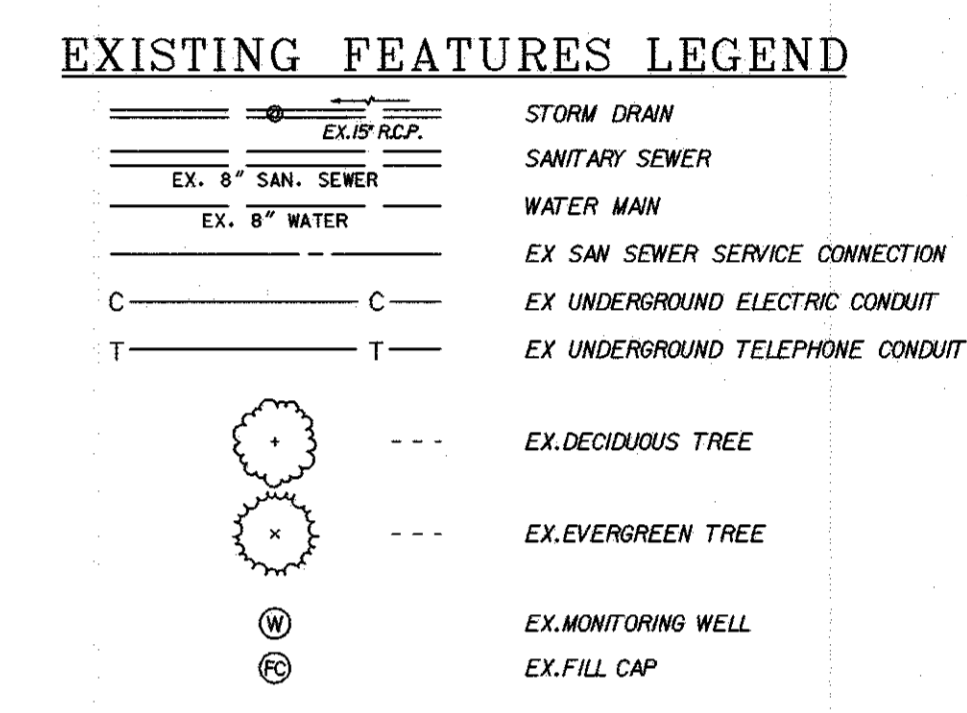 EXISTING FEATURES LEGEND
STORM DRAIN
EX.15" R.C.P.
SANITARY SEWER
EX. 8" SAN. SEWER
WATER MAIN
EX. 8" WATER
EX SAN SEWER SERVICE CONNECTION
C C EX UNDERGROUND ELECTRIC CONDUIT
T T EX UNDERGROUND TELEPHONE CONDUIT
EX.DECIDUOUS TREE
EX.EVERGREEN TREE
W EX.MONITORING WELL
FC EX.FILL CAP